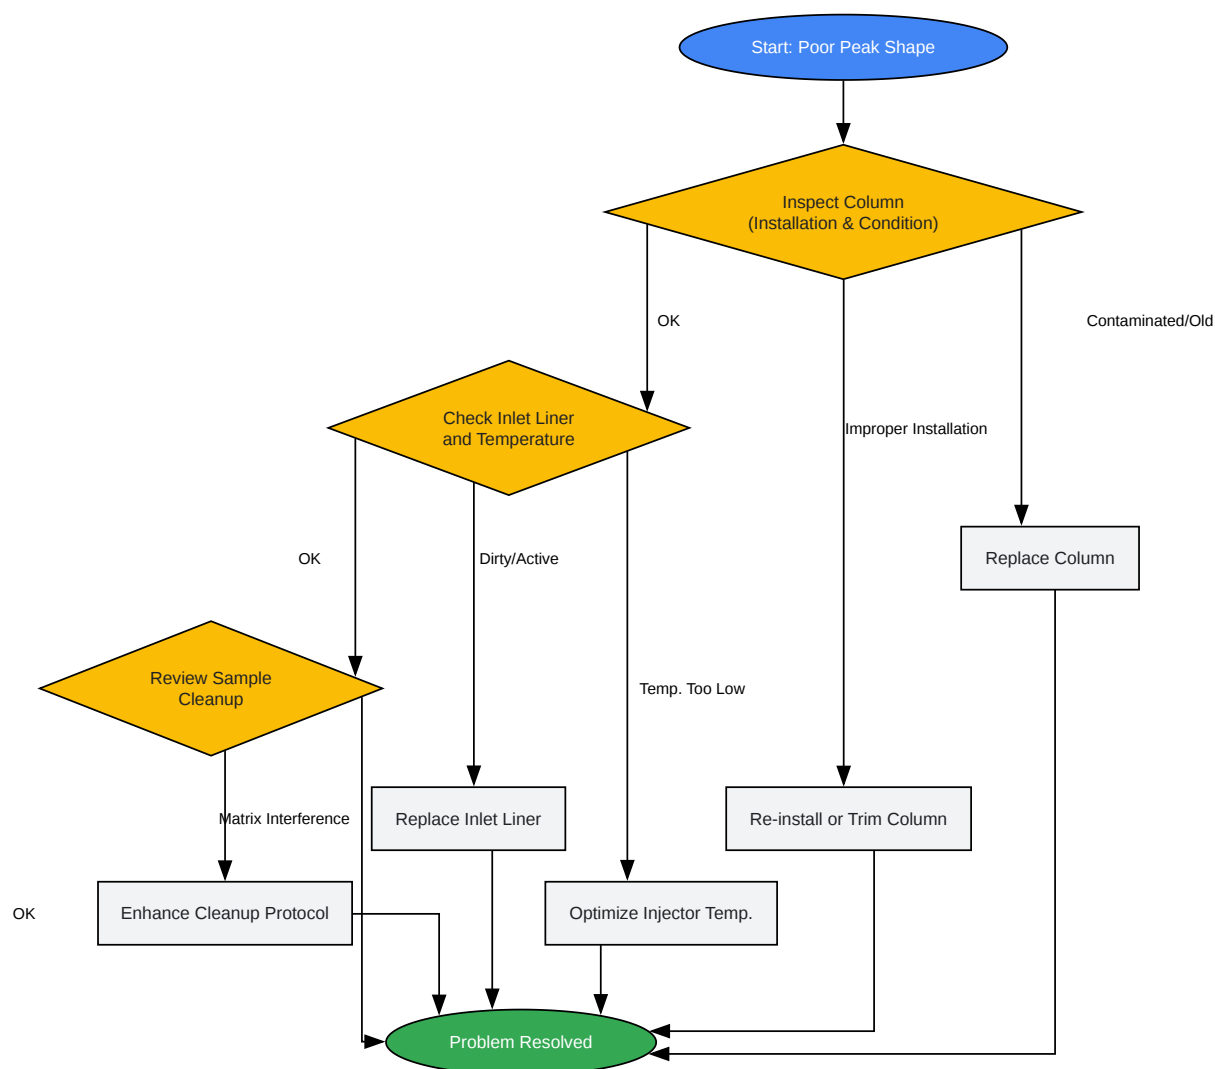 Start: Poor Peak Shape
Inspect Column
(Installation & Condition)
OK
Contaminated/Old
Check Inlet Liner
and Temperature
Improper Installation
OK
Dirty/Active
Replace Column
Review Sample
Cleanup
Temp. Too Low
Matrix Interference
Replace Inlet Liner
Re-install or Trim Column
OK
Enhance Cleanup Protocol
Optimize Injector Temp.
Problem Resolved